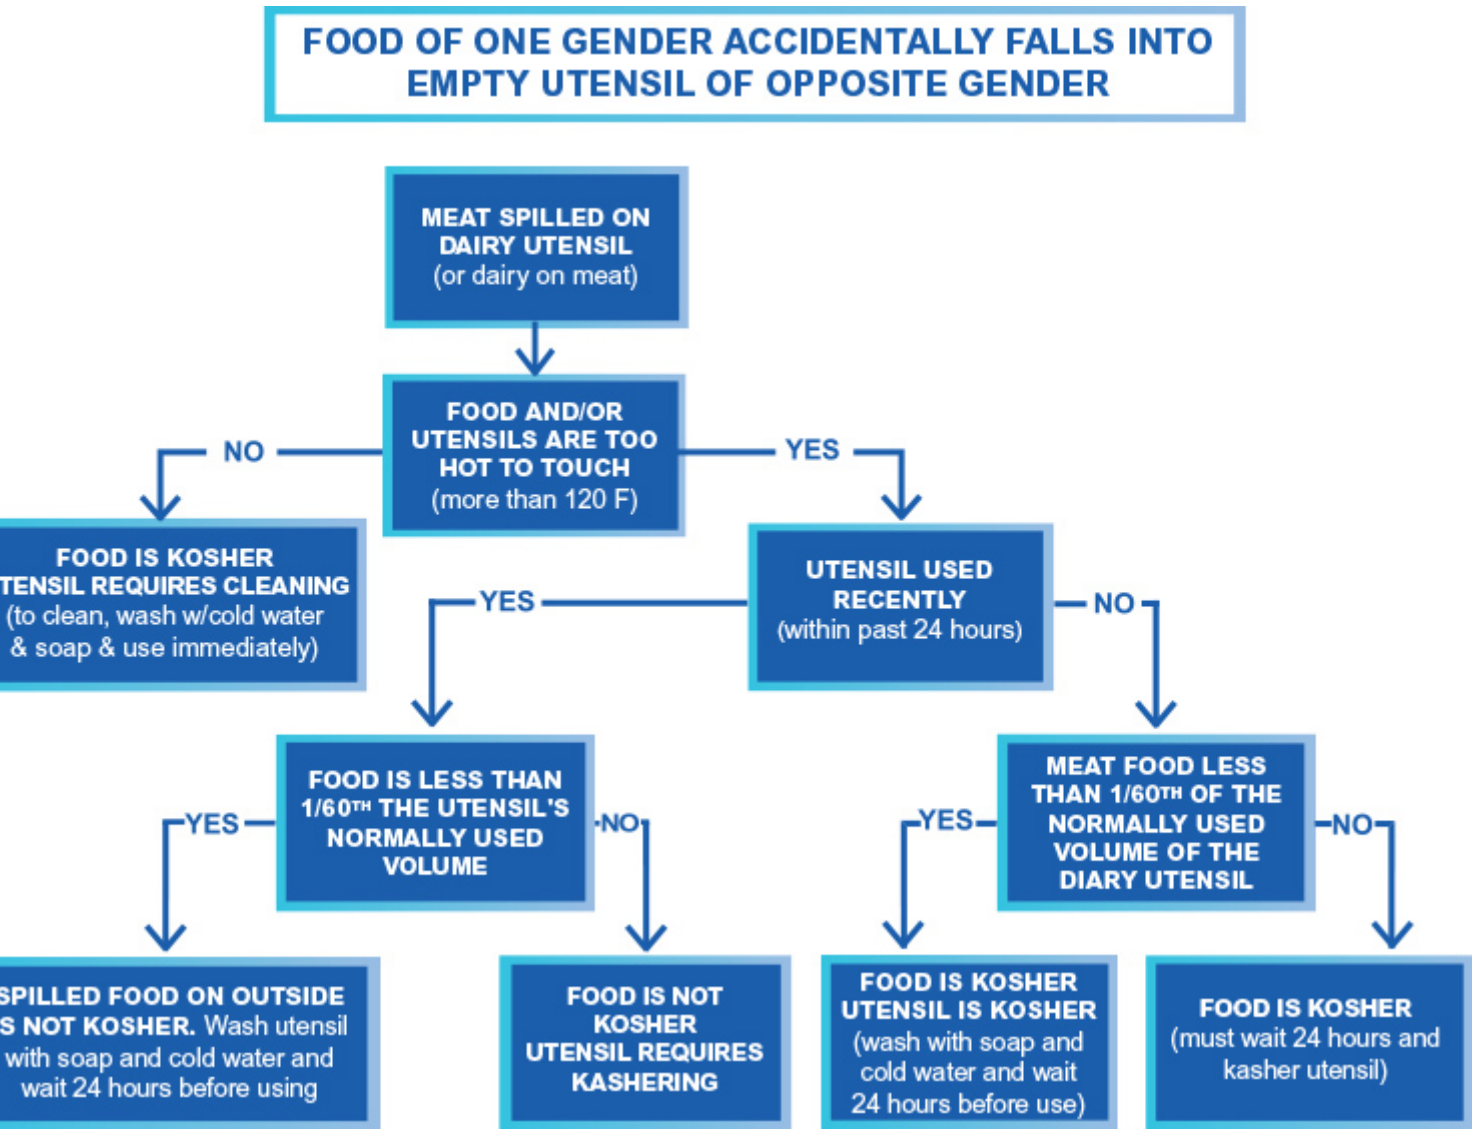 FOOD OF ONE GENDER ACCIDENTALLY FALLS INTO
EMPTY UTENSIL OF OPPOSITE GENDER
MEAT SPILLED ON
DAIRY UTENSIL
(or dairy on meat)
FOOD AND/OR
UTENSILS ARE TOO
HOT TO TOUCH
(more than 120 F)
NO
YES
FOOD IS KOSHER
TENSIL REQUIRES CLEANING
(to clean, wash w/cold water
& soap & use immediately)
UTENSIL USED
RECENTLY
(within past 24 hours)
YES
NO
FOOD IS LESS THAN
1/60TH THE UTENSIL'S
NORMALLY USED
VOLUME
YES
NO
MEAT FOOD LESS
THAN 1/60TH OF THE
NORMALLY USED
VOLUME OF THE
DIARY UTENSIL
YES
NO
SPILLED FOOD ON OUTSIDE
S NOT KOSHER. Wash utensil
with soap and cold water and
wait 24 hours before using
FOOD IS NOT
KOSHER
UTENSIL REQUIRES
KASHERING
FOOD IS KOSHER
UTENSIL IS KOSHER
(wash with soap and
cold water and wait
24 hours before use)
FOOD IS KOSHER
(must wait 24 hours and
kasher utensil)